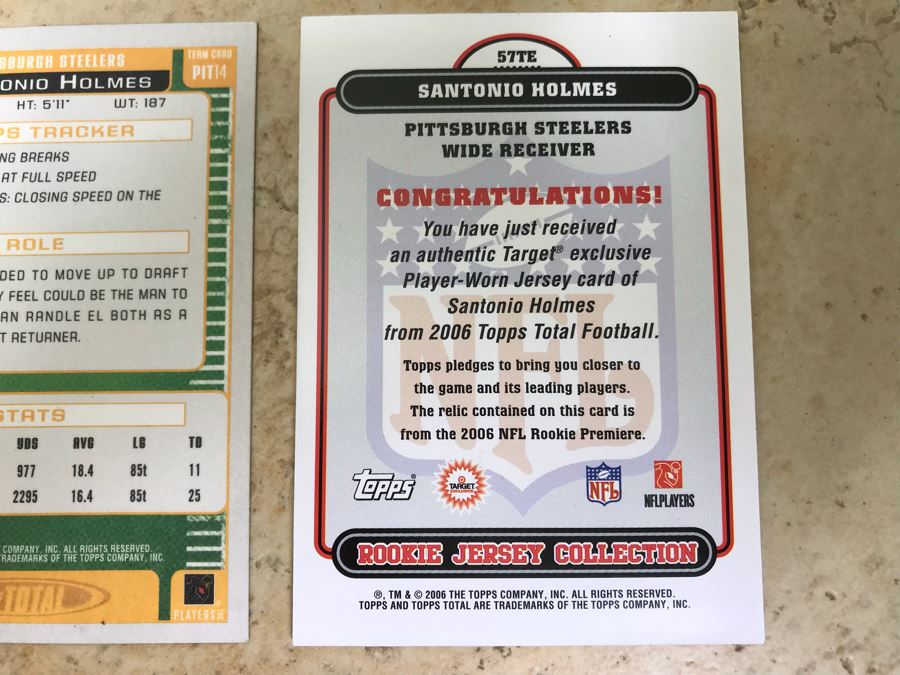 SBURGH STEELERS
TEAM CARD
PIT14
ONIO HOLMES
HT: 5'11" WT: 187
PS TRACKER
NG BREAKS
AT FULL SPEED
S: CLOSING SPEED ON THE
ROLE
DED TO MOVE UP TO DRAFT
Y FEEL COULD BE THE MAN TO
AN RANDLE EL BOTH AS A
T RETURNER.
STATS
YDS AVG LG TD
977 18.4 85t 11
2295 16.4 85t 25
COMPANY, INC. ALL RIGHTS RESERVED.
TRADEMARKS OF THE TOPPS COMPANY, INC.
TOTAL
PLAYERS
57TE
SANTONIO HOLMES
PITTSBURGH STEELERS
WIDE RECEIVER
CONGRATULATIONS!
You have just received
an authentic Target® exclusive
Player-Worn Jersey card of
Santonio Holmes
from 2006 Topps Total Football.
Topps pledges to bring you closer to
the game and its leading players.
The relic contained on this card is
from the 2006 NFL Rookie Premiere.
NFL
Topps® TARGET EXCLUSIVE NFL NFLPLAYERS
ROOKIE JERSEY COLLECTION
®, TM & © 2006 THE TOPPS COMPANY, INC. ALL RIGHTS RESERVED.
TOPPS AND TOPPS TOTAL ARE TRADEMARKS OF THE TOPPS COMPANY, INC.